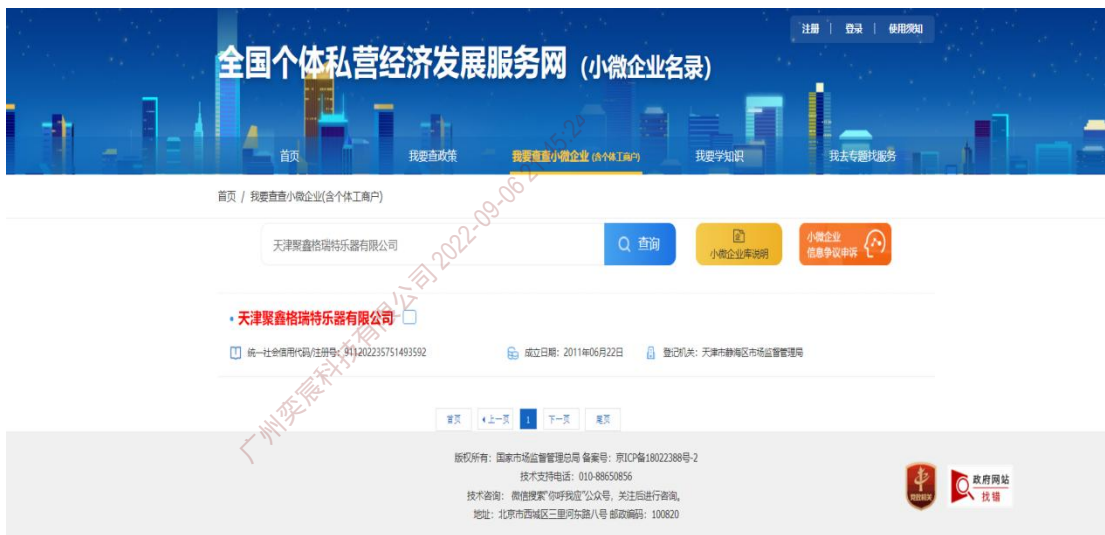 注册 | 登录 | 使用须知
全国个体私营经济发展服务网 (小微企业名录)
首页 我要查政策 我要查查小微企业 (含个体工商户) 我要学知识 我去专题找服务
首页 / 我要查查小微企业(含个体工商户)
天津聚鑫格瑞特乐器有限公司 查询 小微企业库说明 小微企业
信息争议申诉
天津聚鑫格瑞特乐器有限公司
统一社会信用代码/注册号: 911202235751493592 成立日期: 2011年06月22日 登记机关: 天津市静海区市场监督管理局
首页 上一页 1 下一页 尾页
版权所有: 国家市场监督管理总局 备案号: 京ICP备18022388号-2
技术支持电话: 010-88650856
技术咨询: 微信搜索"你呼我应"公众号, 关注后进行咨询。
地址: 北京市西城区三里河东路八号 邮政编码: 100820
党政机关
政府网站
找错
广州奕宸科技有限公司 2022-09-06